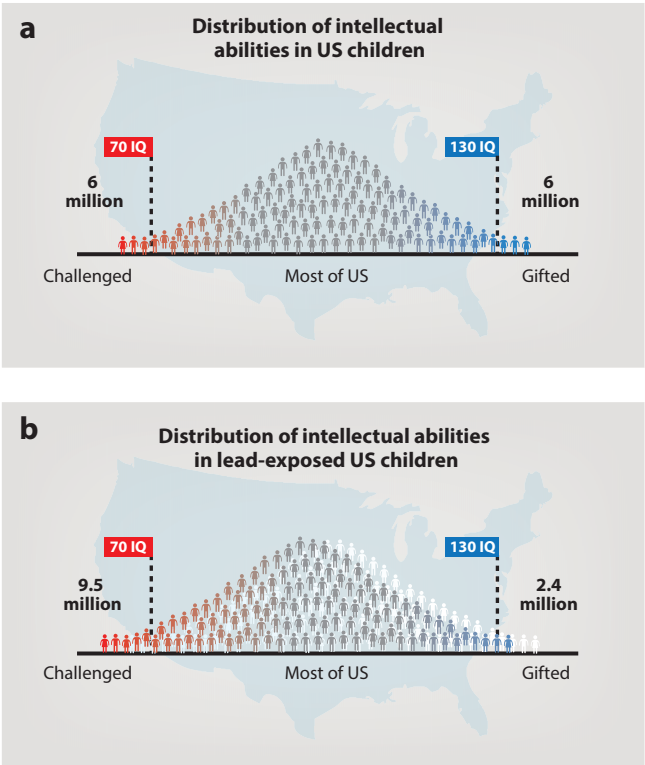 a
Distribution of intellectual
abilities in US children
70 IQ
130 IQ
6
million
6
million
Challenged
Most of US
Gifted
b
Distribution of intellectual abilities
in lead-exposed US children
70 IQ
130 IQ
9.5
million
2.4
million
Challenged
Most of US
Gifted